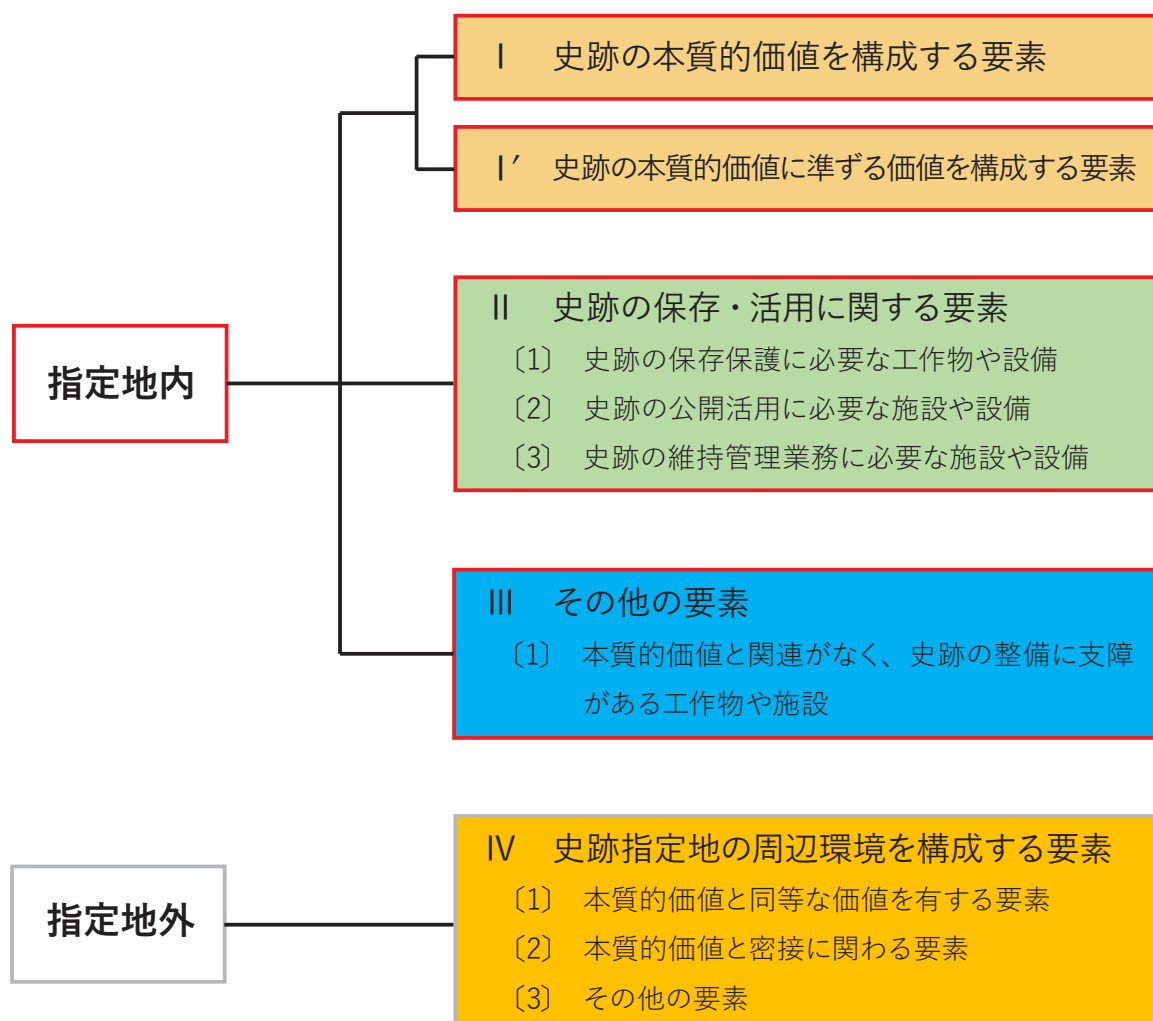 Ⅰ 史跡の本質的価値を構成する要素
Ⅰ′ 史跡の本質的価値に準ずる価値を構成する要素
指定地内
Ⅱ 史跡の保存・活用に関する要素
〔1〕 史跡の保存保護に必要な工作物や設備
〔2〕 史跡の公開活用に必要な施設や設備
〔3〕 史跡の維持管理業務に必要な施設や設備
Ⅲ その他の要素
〔1〕 本質的価値と関連がなく、史跡の整備に支障
がある工作物や施設
指定地外
Ⅳ 史跡指定地の周辺環境を構成する要素
〔1〕 本質的価値と同等な価値を有する要素
〔2〕 本質的価値と密接に関わる要素
〔3〕 その他の要素